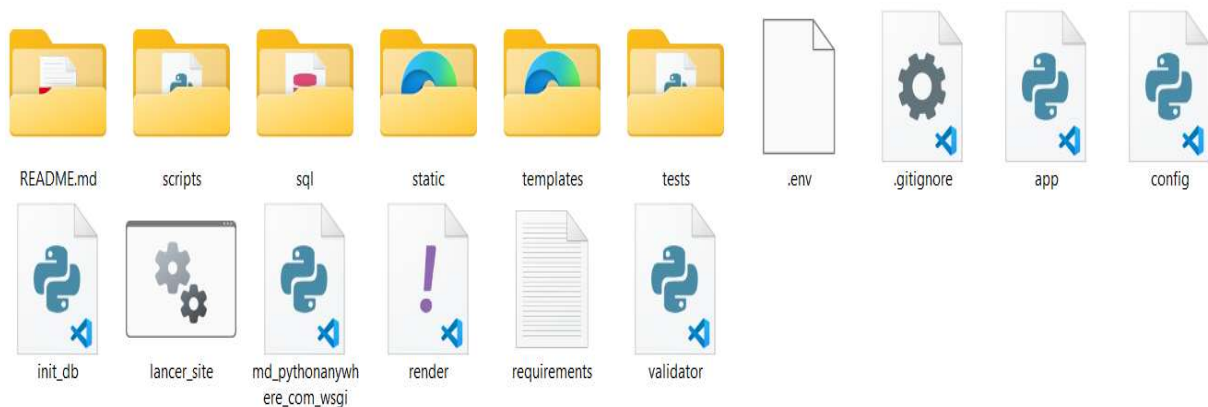 README.md scripts sql static templates tests .env .gitignore app config
init_db lancer_site md_pythonanywh render requirements validator
ere_com_wsgi